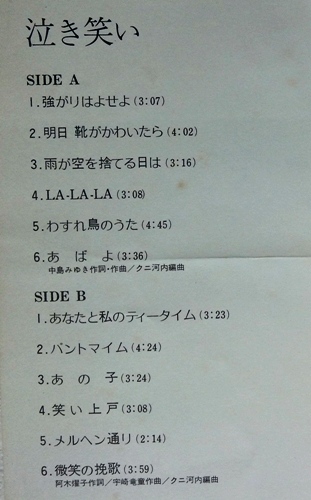 泣き笑い
SIDE A
1.強がりはよせよ(3:07)
2.明日 靴がかわいたら(4:02)
3.雨が空を捨てる日は(3:16)
4.LA-LA-LA(3:08)
5.わすれ鳥のうた(4:45)
6.あ ば よ(3:36)
中島みゆき作詞・作曲／クニ河内編曲
SIDE B
1.あなたと私のティータイム(3:23)
2.パントマイム(4:24)
3.あ の 子(3:24)
4.笑い上戸(3:08)
5.メルヘン通り(2:14)
6.微笑の挽歌(3:59)
阿木燿子作詞／宇崎竜童作曲／クニ河内編曲